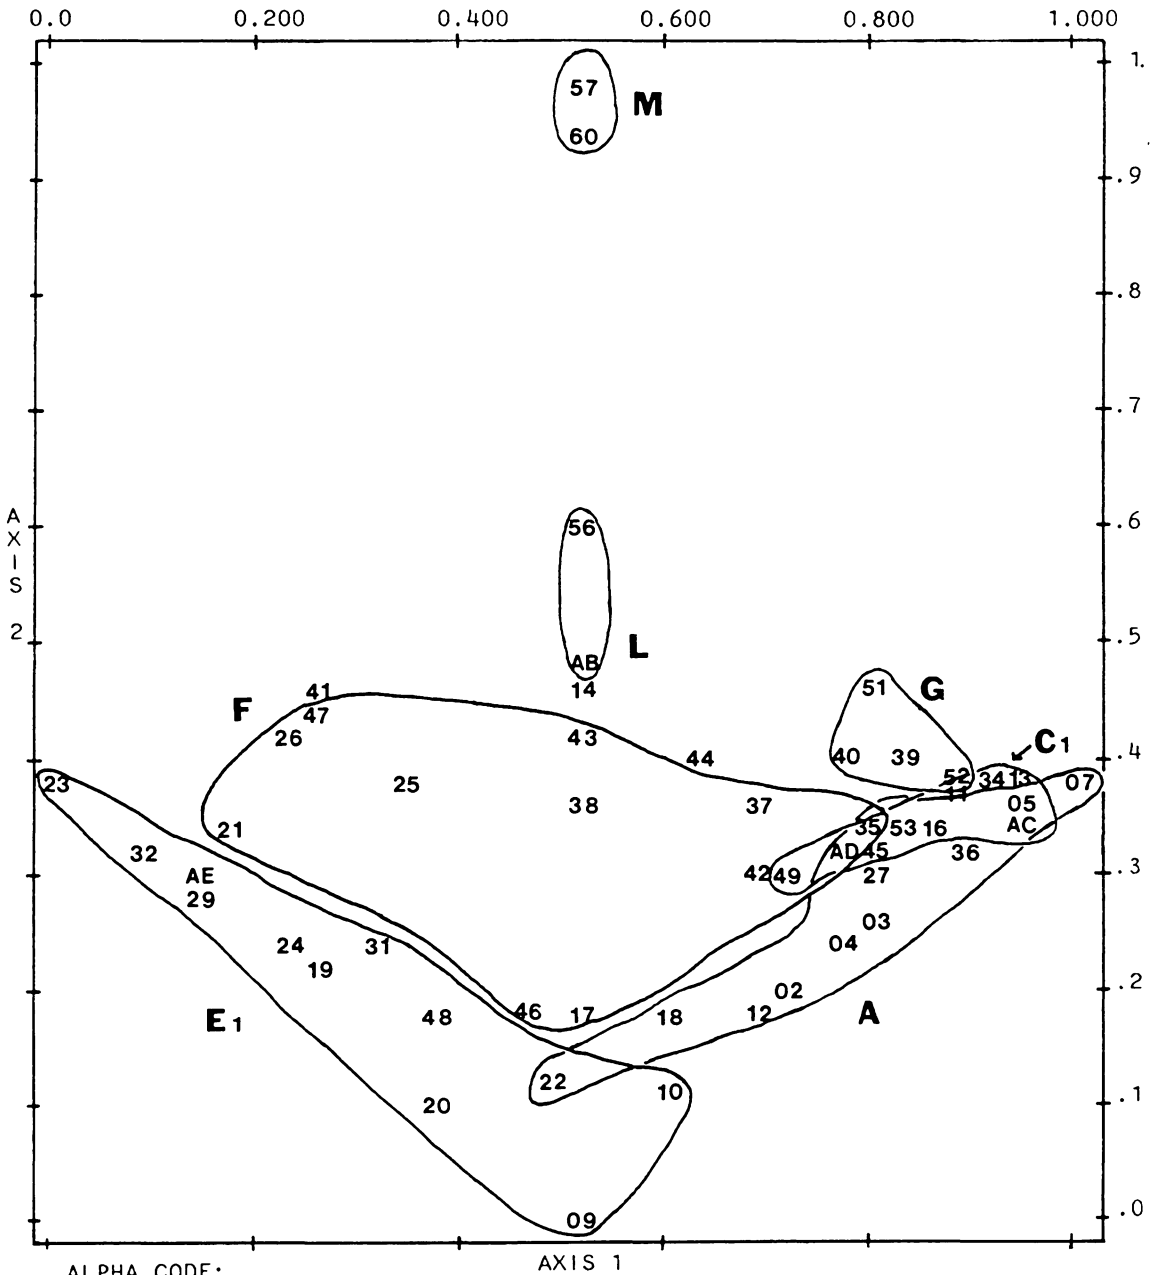 0.0 0.200 0.400 0.600 0.800 1.000
1.
57
M
60
.9
.8
.7
AXIS 2
56 .6
L .5
AB
14
41 51 G
F 47
26 43 C1
44 40 39 .4
23 25 52 34 13 07
11
38 37 05
21 35 53 16 AC
32 AD 45 36
AE 42 49 27 .3
29
03
24 31 04
19
02 .2
E1 48 46 17 18 12 A
22 10 .1
20
09 .0
AXIS 1
ALPHA CODE: